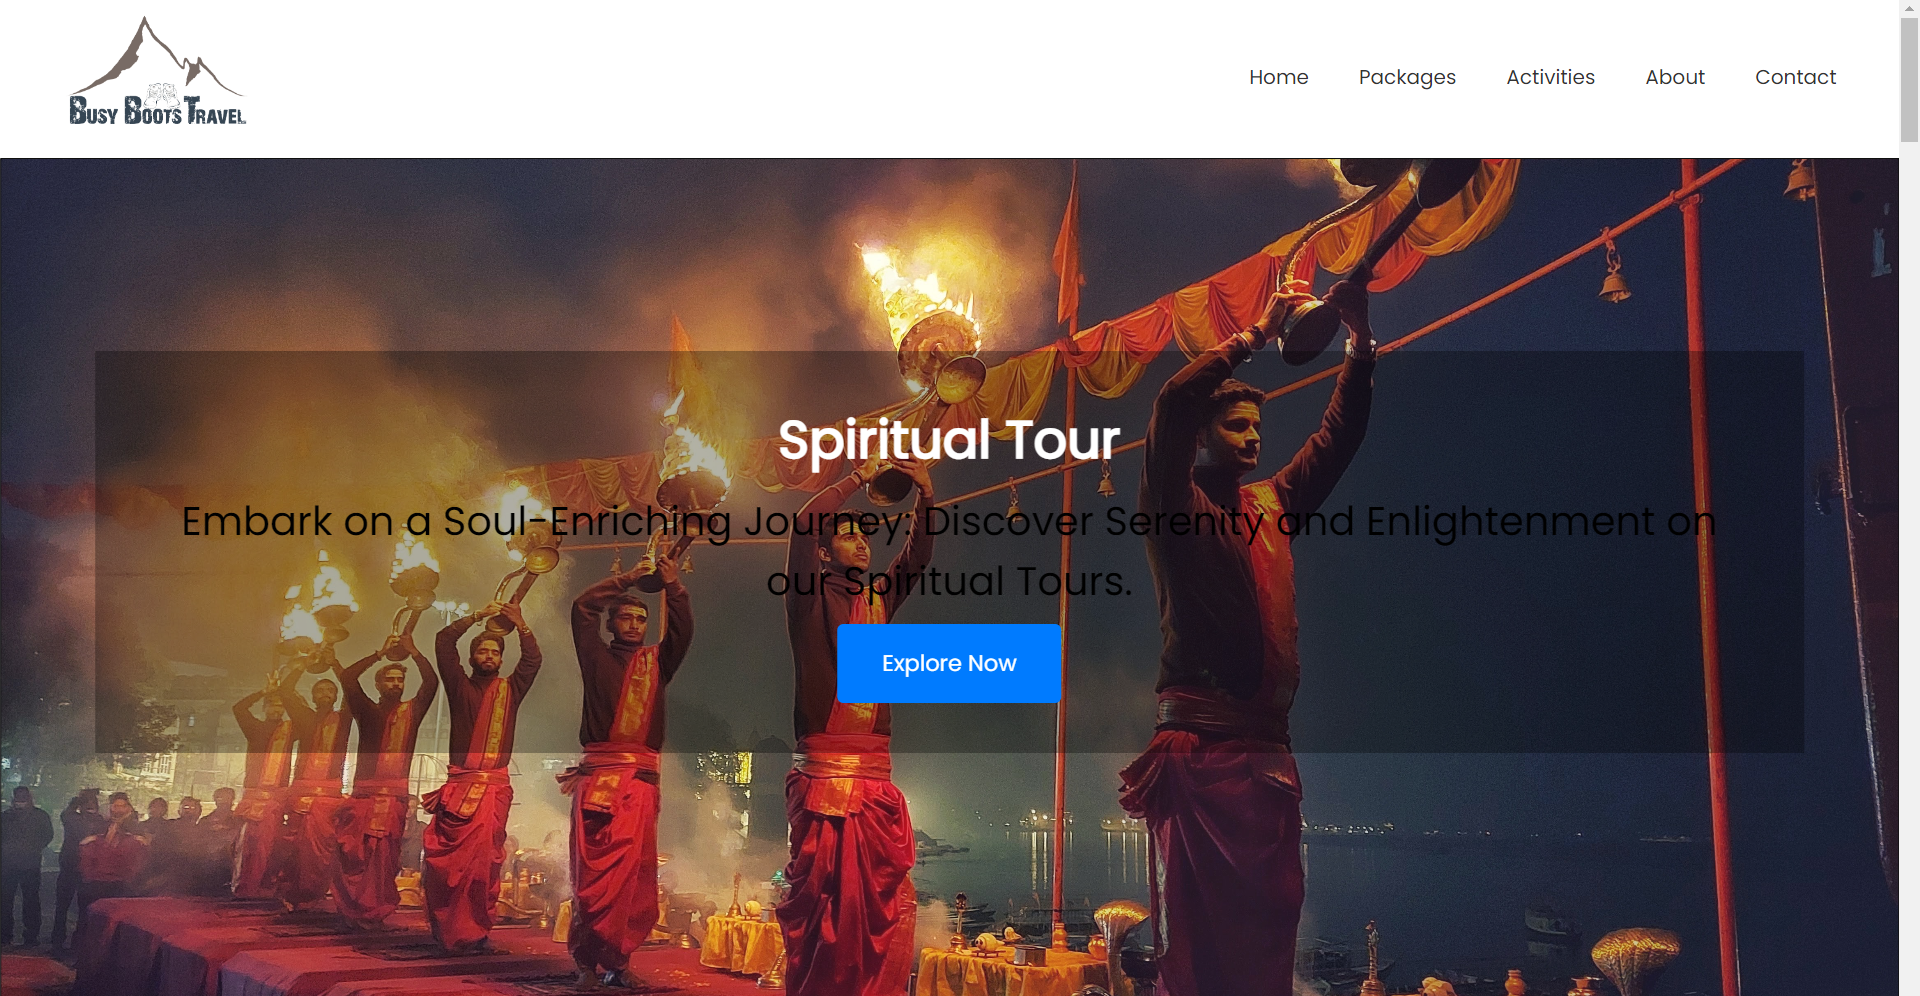 Busy Boots Travel
Home
Packages
Activities
About
Contact
Spiritual Tour
Embark on a Soul-Enriching Journey: Discover Serenity and Enlightenment on
our Spiritual Tours.
Explore Now